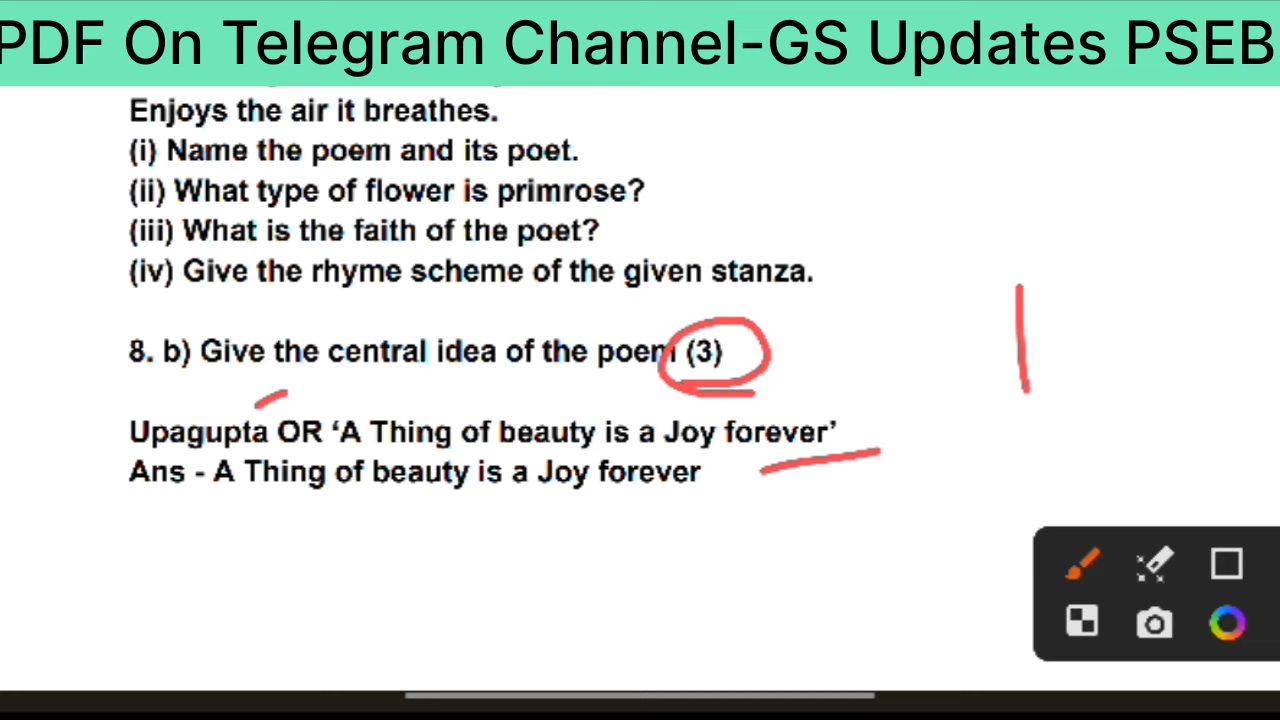 PDF On Telegram Channel-GS Updates PSEB
Enjoys the air it breathes.
(i) Name the poem and its poet.
(ii) What type of flower is primrose?
(iii) What is the faith of the poet?
(iv) Give the rhyme scheme of the given stanza.
8. b) Give the central idea of the poem (3)
Upagupta OR ‘A Thing of beauty is a Joy forever’
Ans - A Thing of beauty is a Joy forever